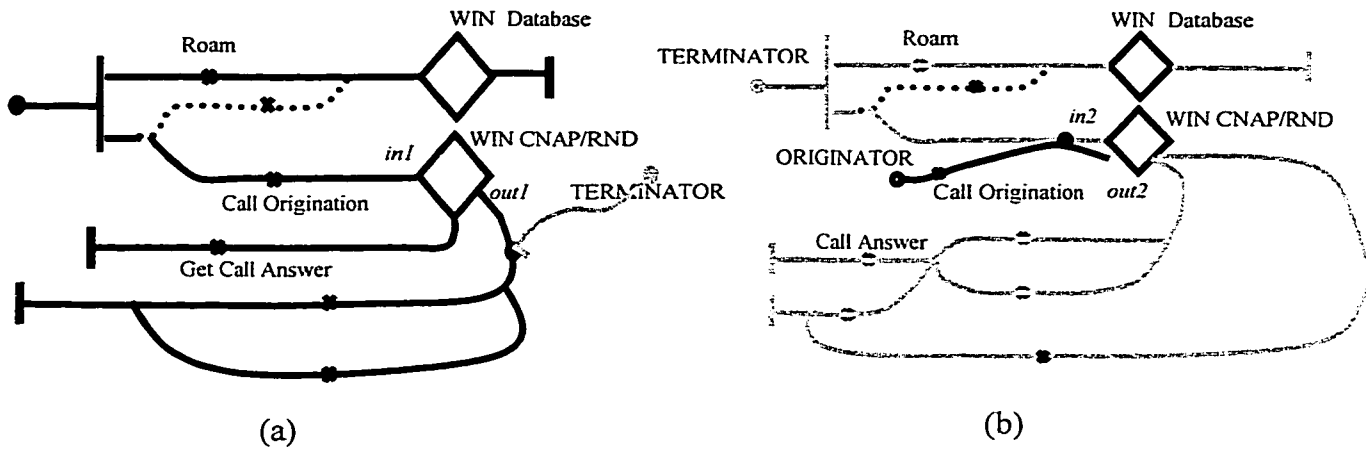 WIN Database
Roam
WIN CNAP/RND
in1
out1
TERMINATOR
Call Origination
Get Call Answer
(a)
WIN Database
Roam
TERMINATOR
in2
WIN CNAP/RND
ORIGINATOR
Call Origination
out2
Call Answer
(b)